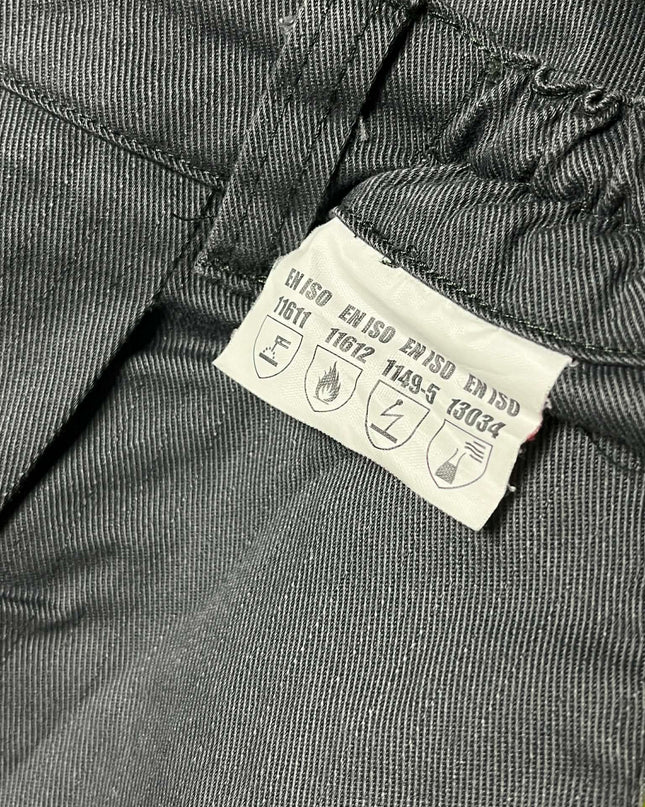 EN ISO
11611
EN ISO
11612
EN ISO
1149-5
EN ISO
13034